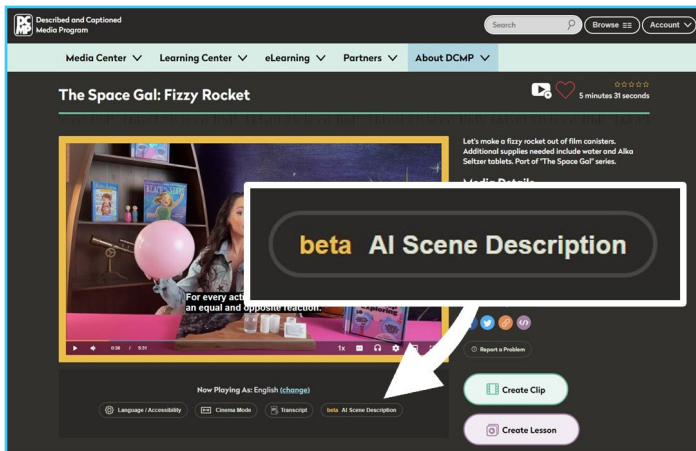 Described and Captioned
Media Program
Search
Browse
Account
Media Center
Learning Center
eLearning
Partners
About DCMP
The Space Gal: Fizzy Rocket
5 minutes 31 seconds
Let's make a fizzy rocket out of film canisters.
Additional supplies needed include water and Alka
Seltzer tablets. Part of "The Space Gal" series.
Media Details
beta AI Scene Description
For every acti
an equal and opposite reaction.
0:36 / 5:31
1x
Report a Problem
Now Playing As: English (change)
Language / Accessibility
Cinema Mode
Transcript
beta AI Scene Description
Create Clip
Create Lesson